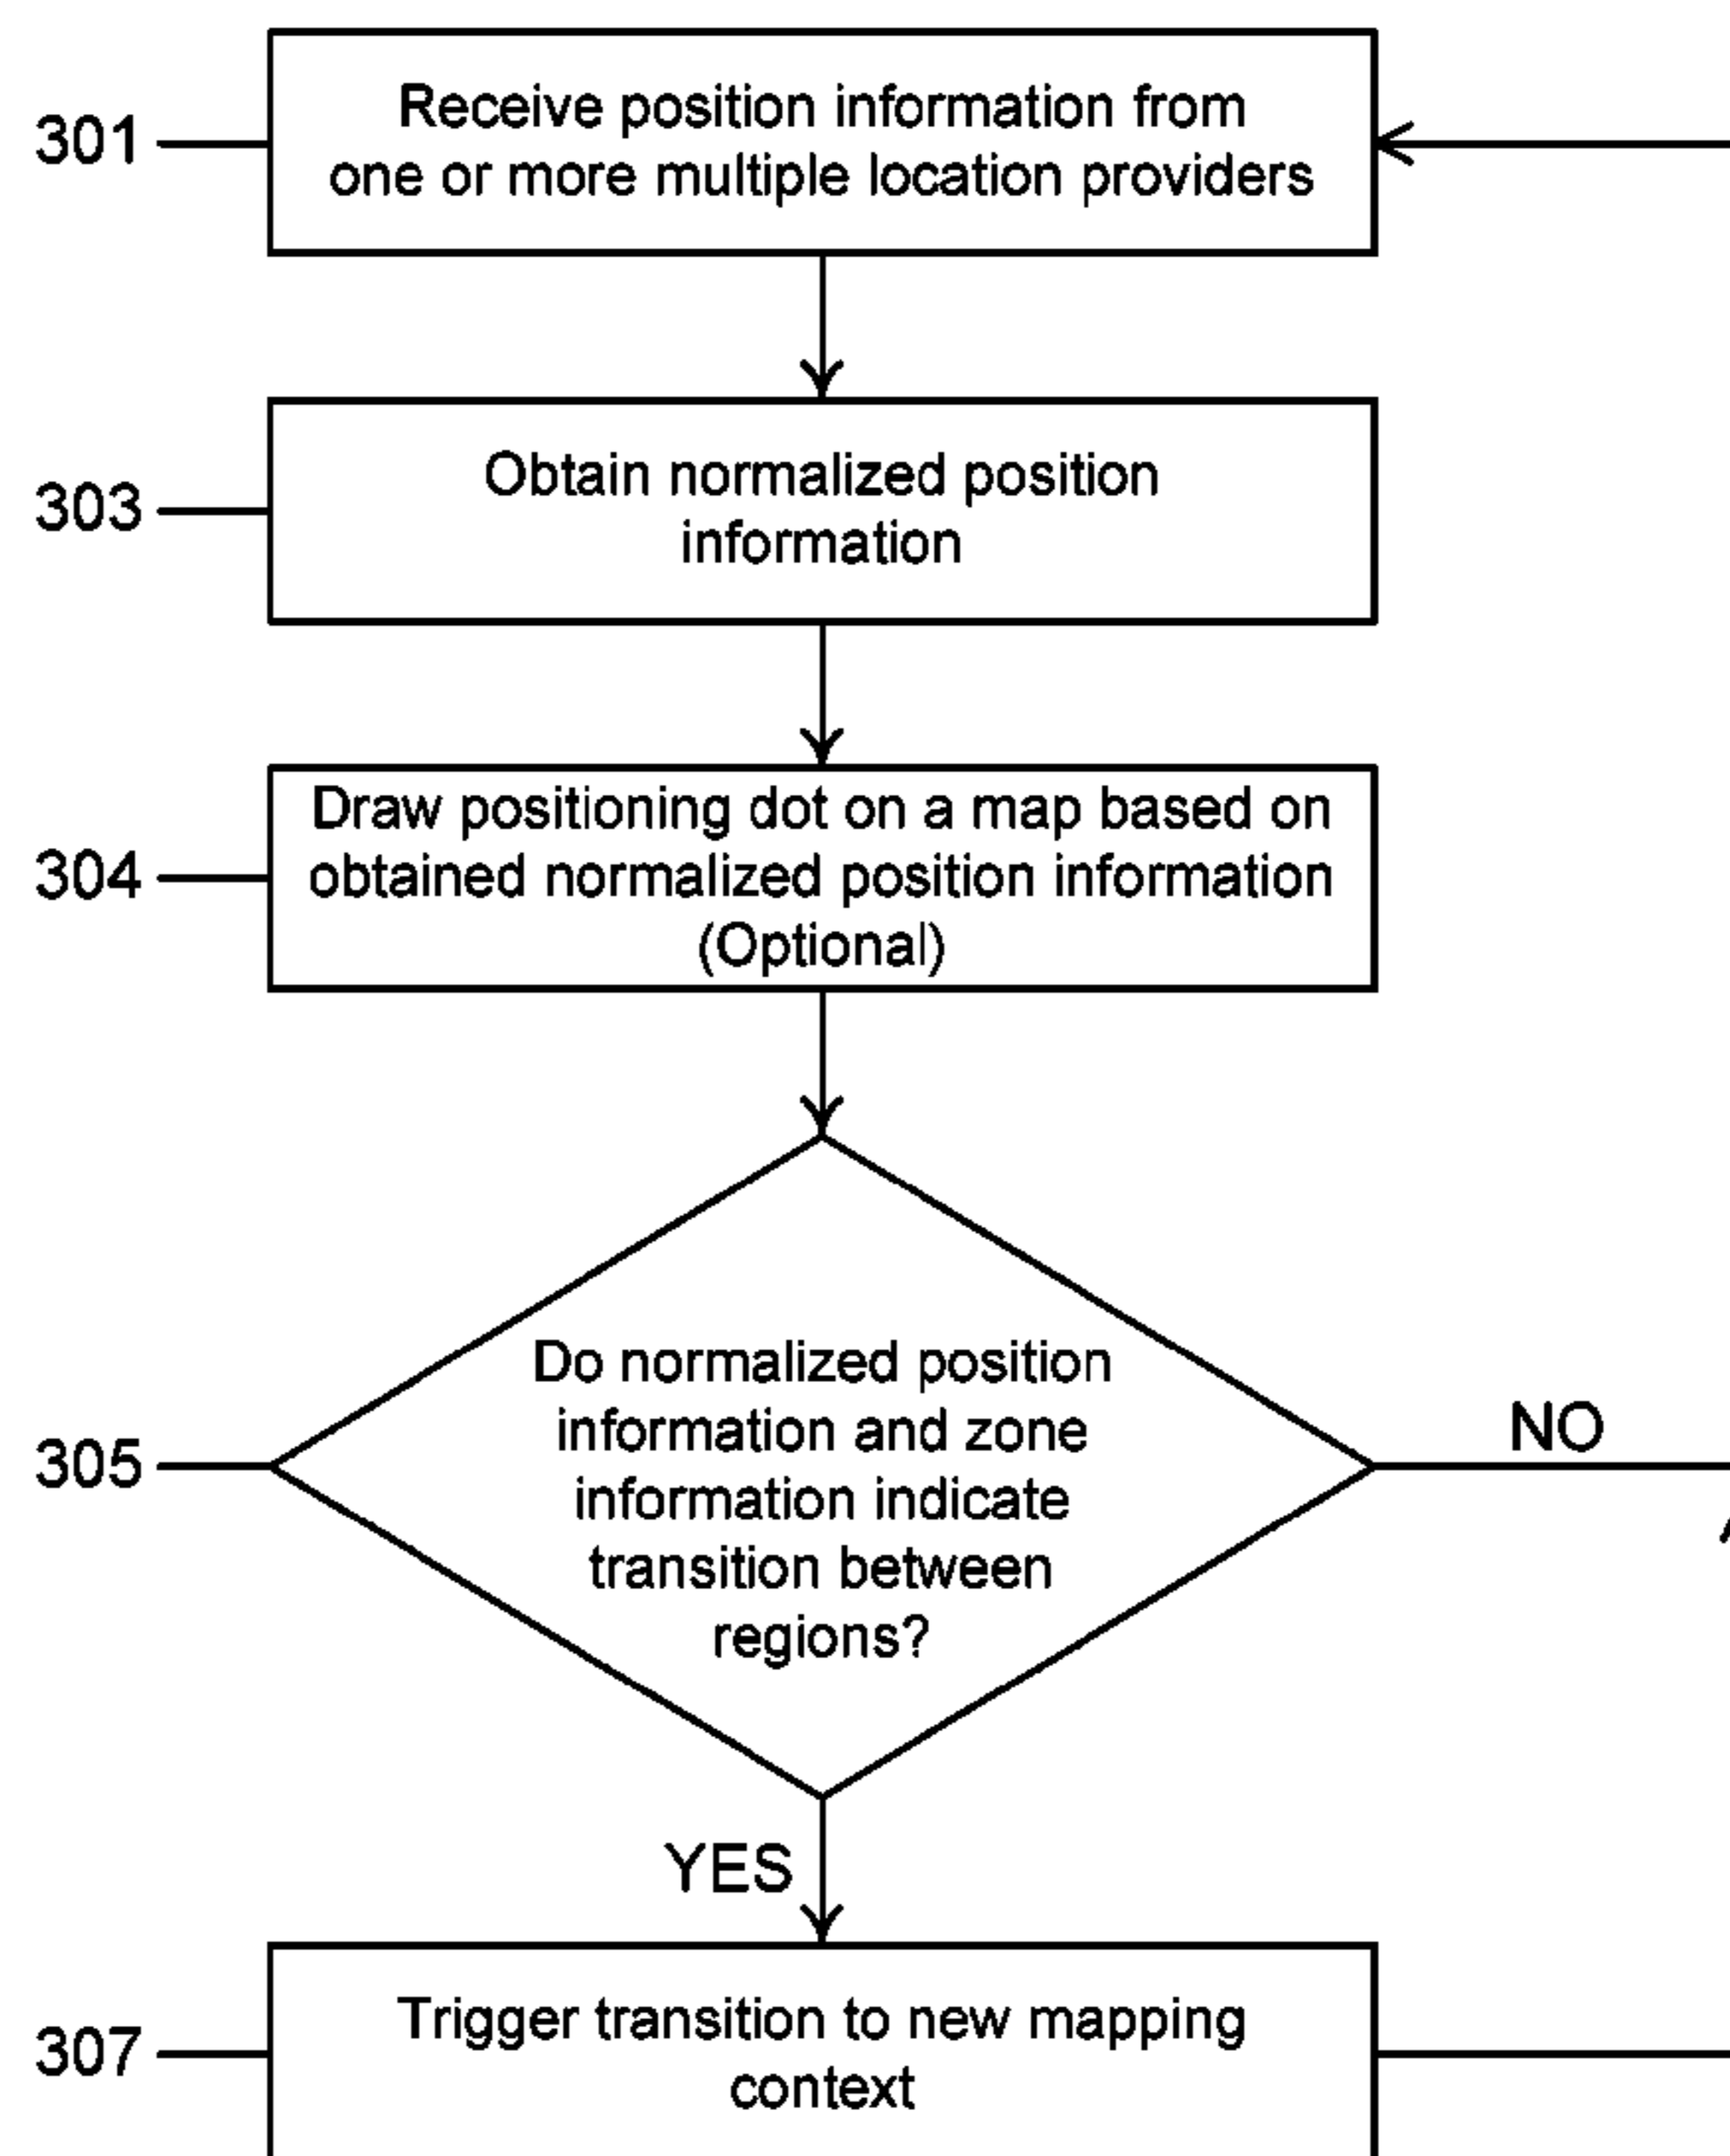 301
Receive position information from
one or more multiple location providers
303
Obtain normalized position
information
304
Draw positioning dot on a map based on
obtained normalized position information
(Optional)
305
Do normalized position
information and zone
information indicate
transition between
regions?
NO
YES
307
Trigger transition to new mapping
context